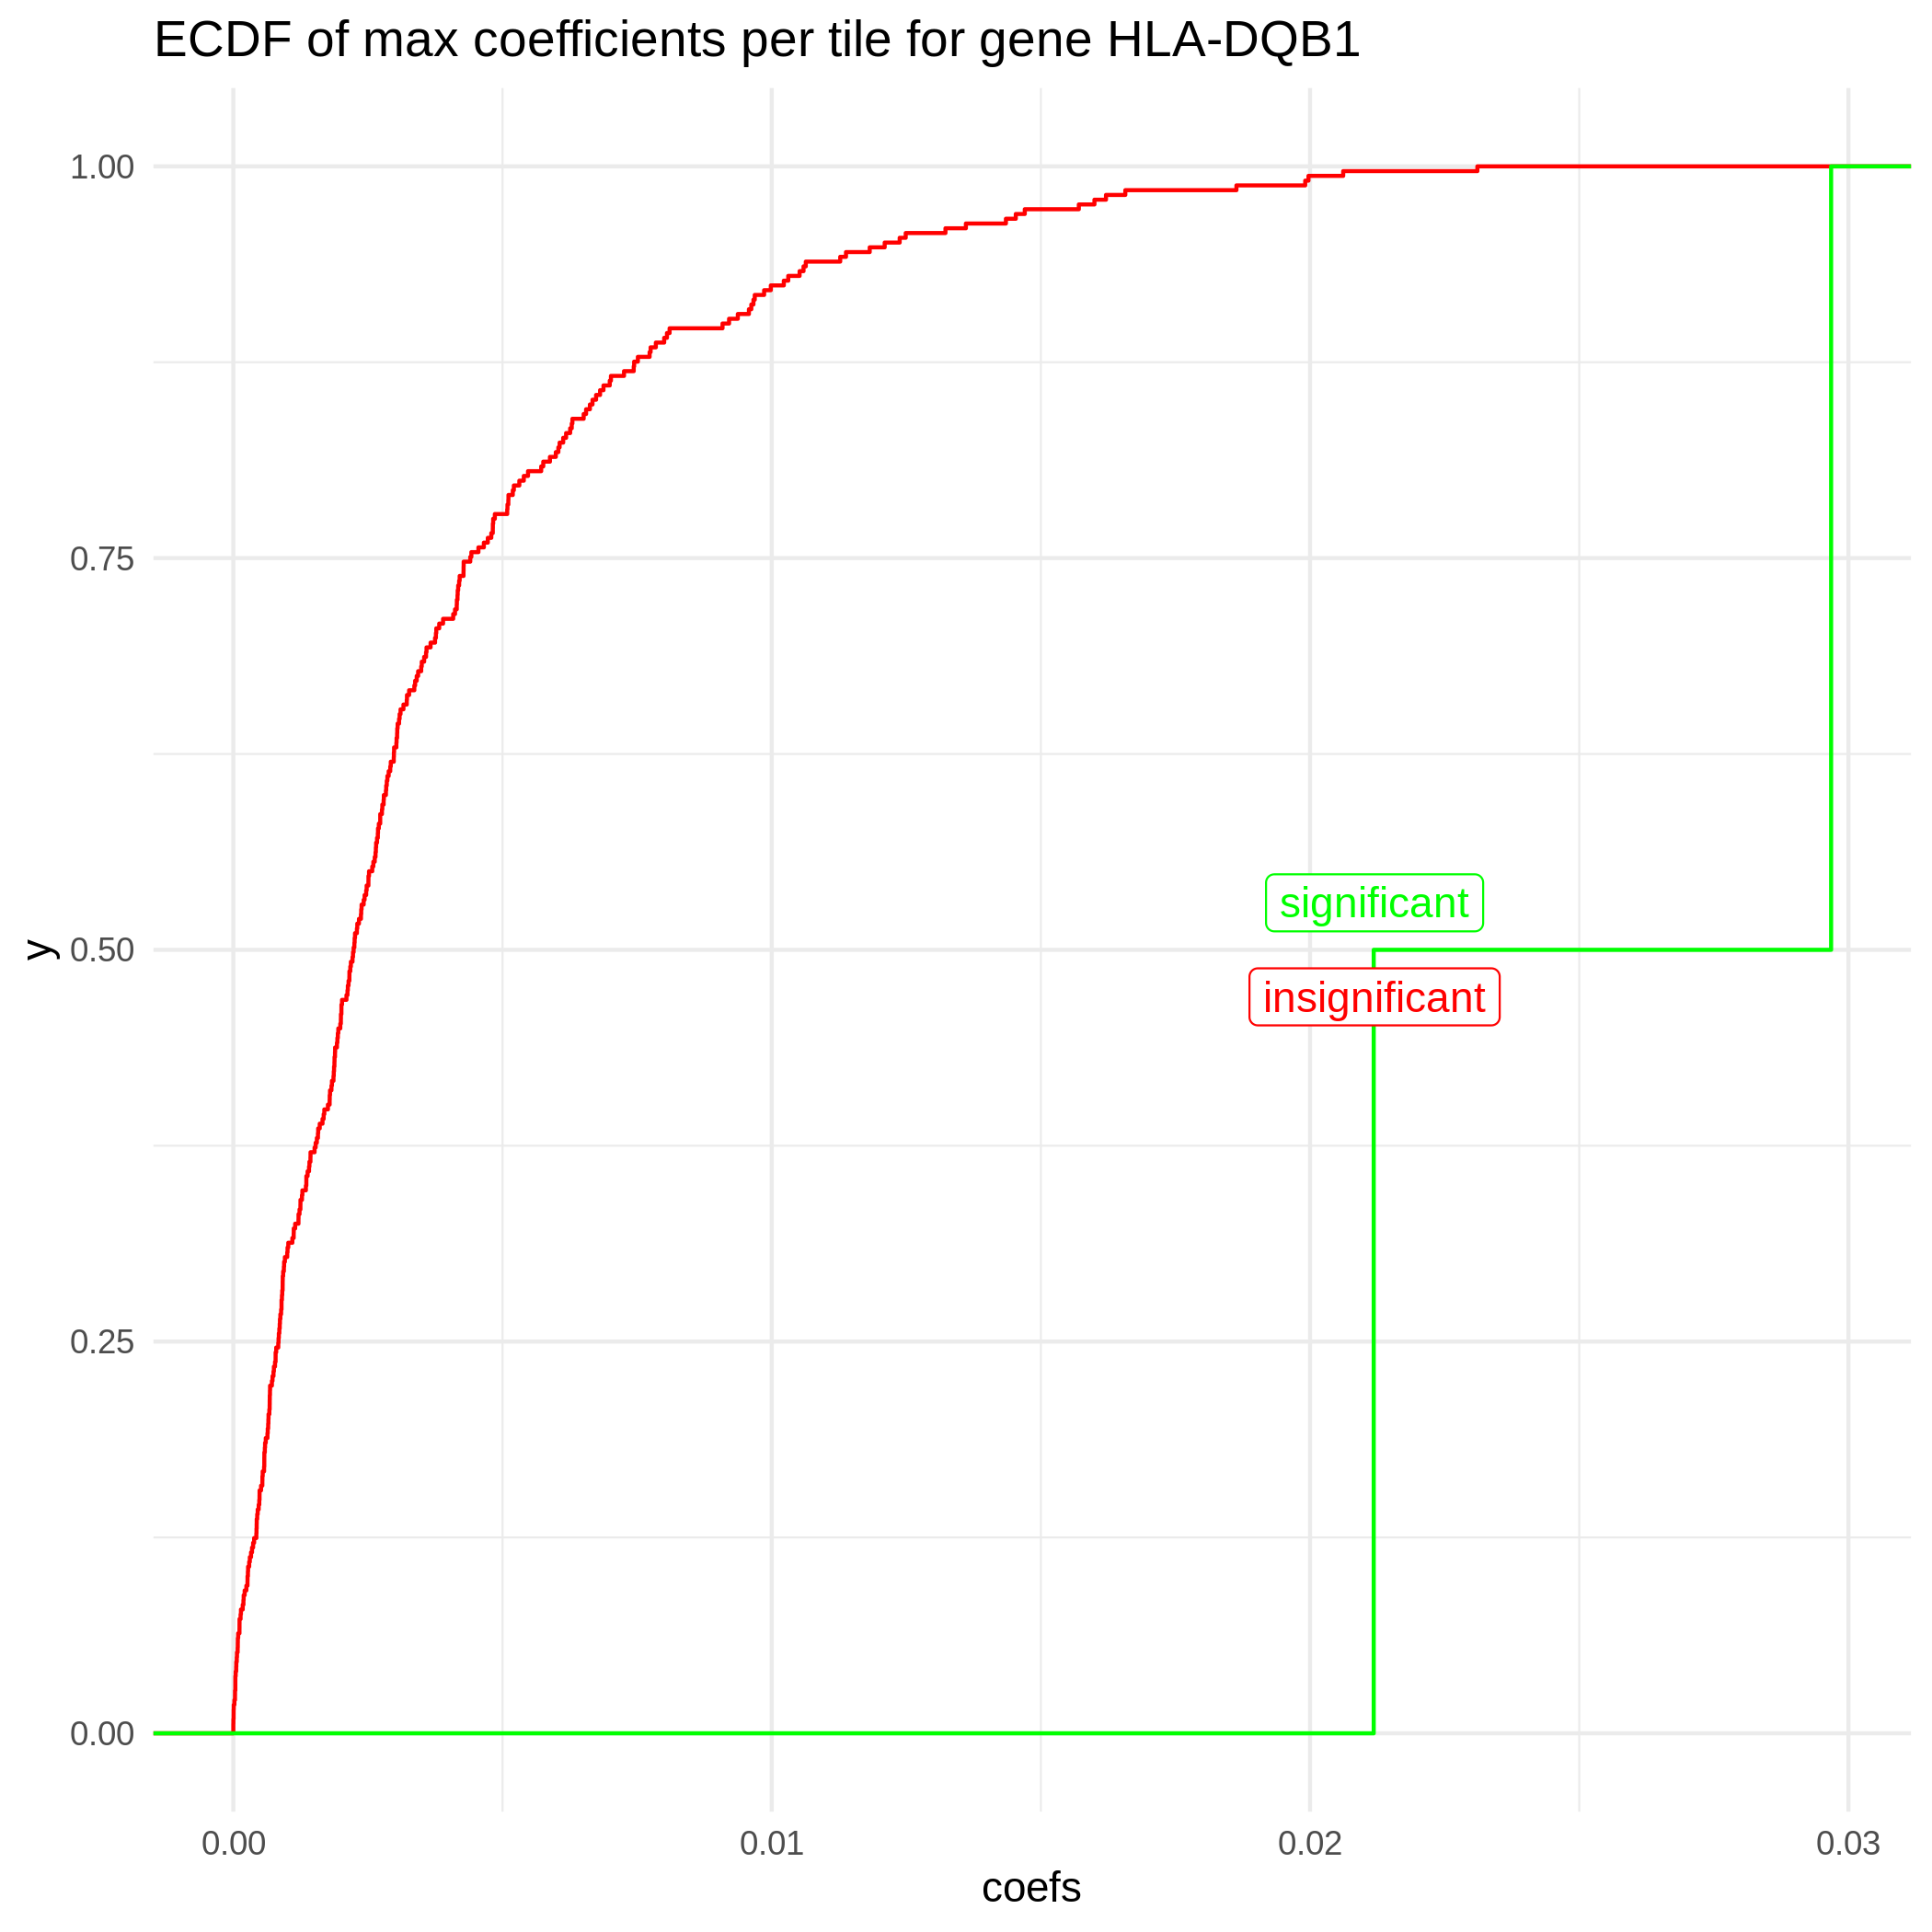 ECDF of max coefficients per tile for gene HLA-DQB1
1.00
0.75
0.50
0.25
0.00
y
significant
insignificant
0.00
0.01
0.02
0.03
coefs